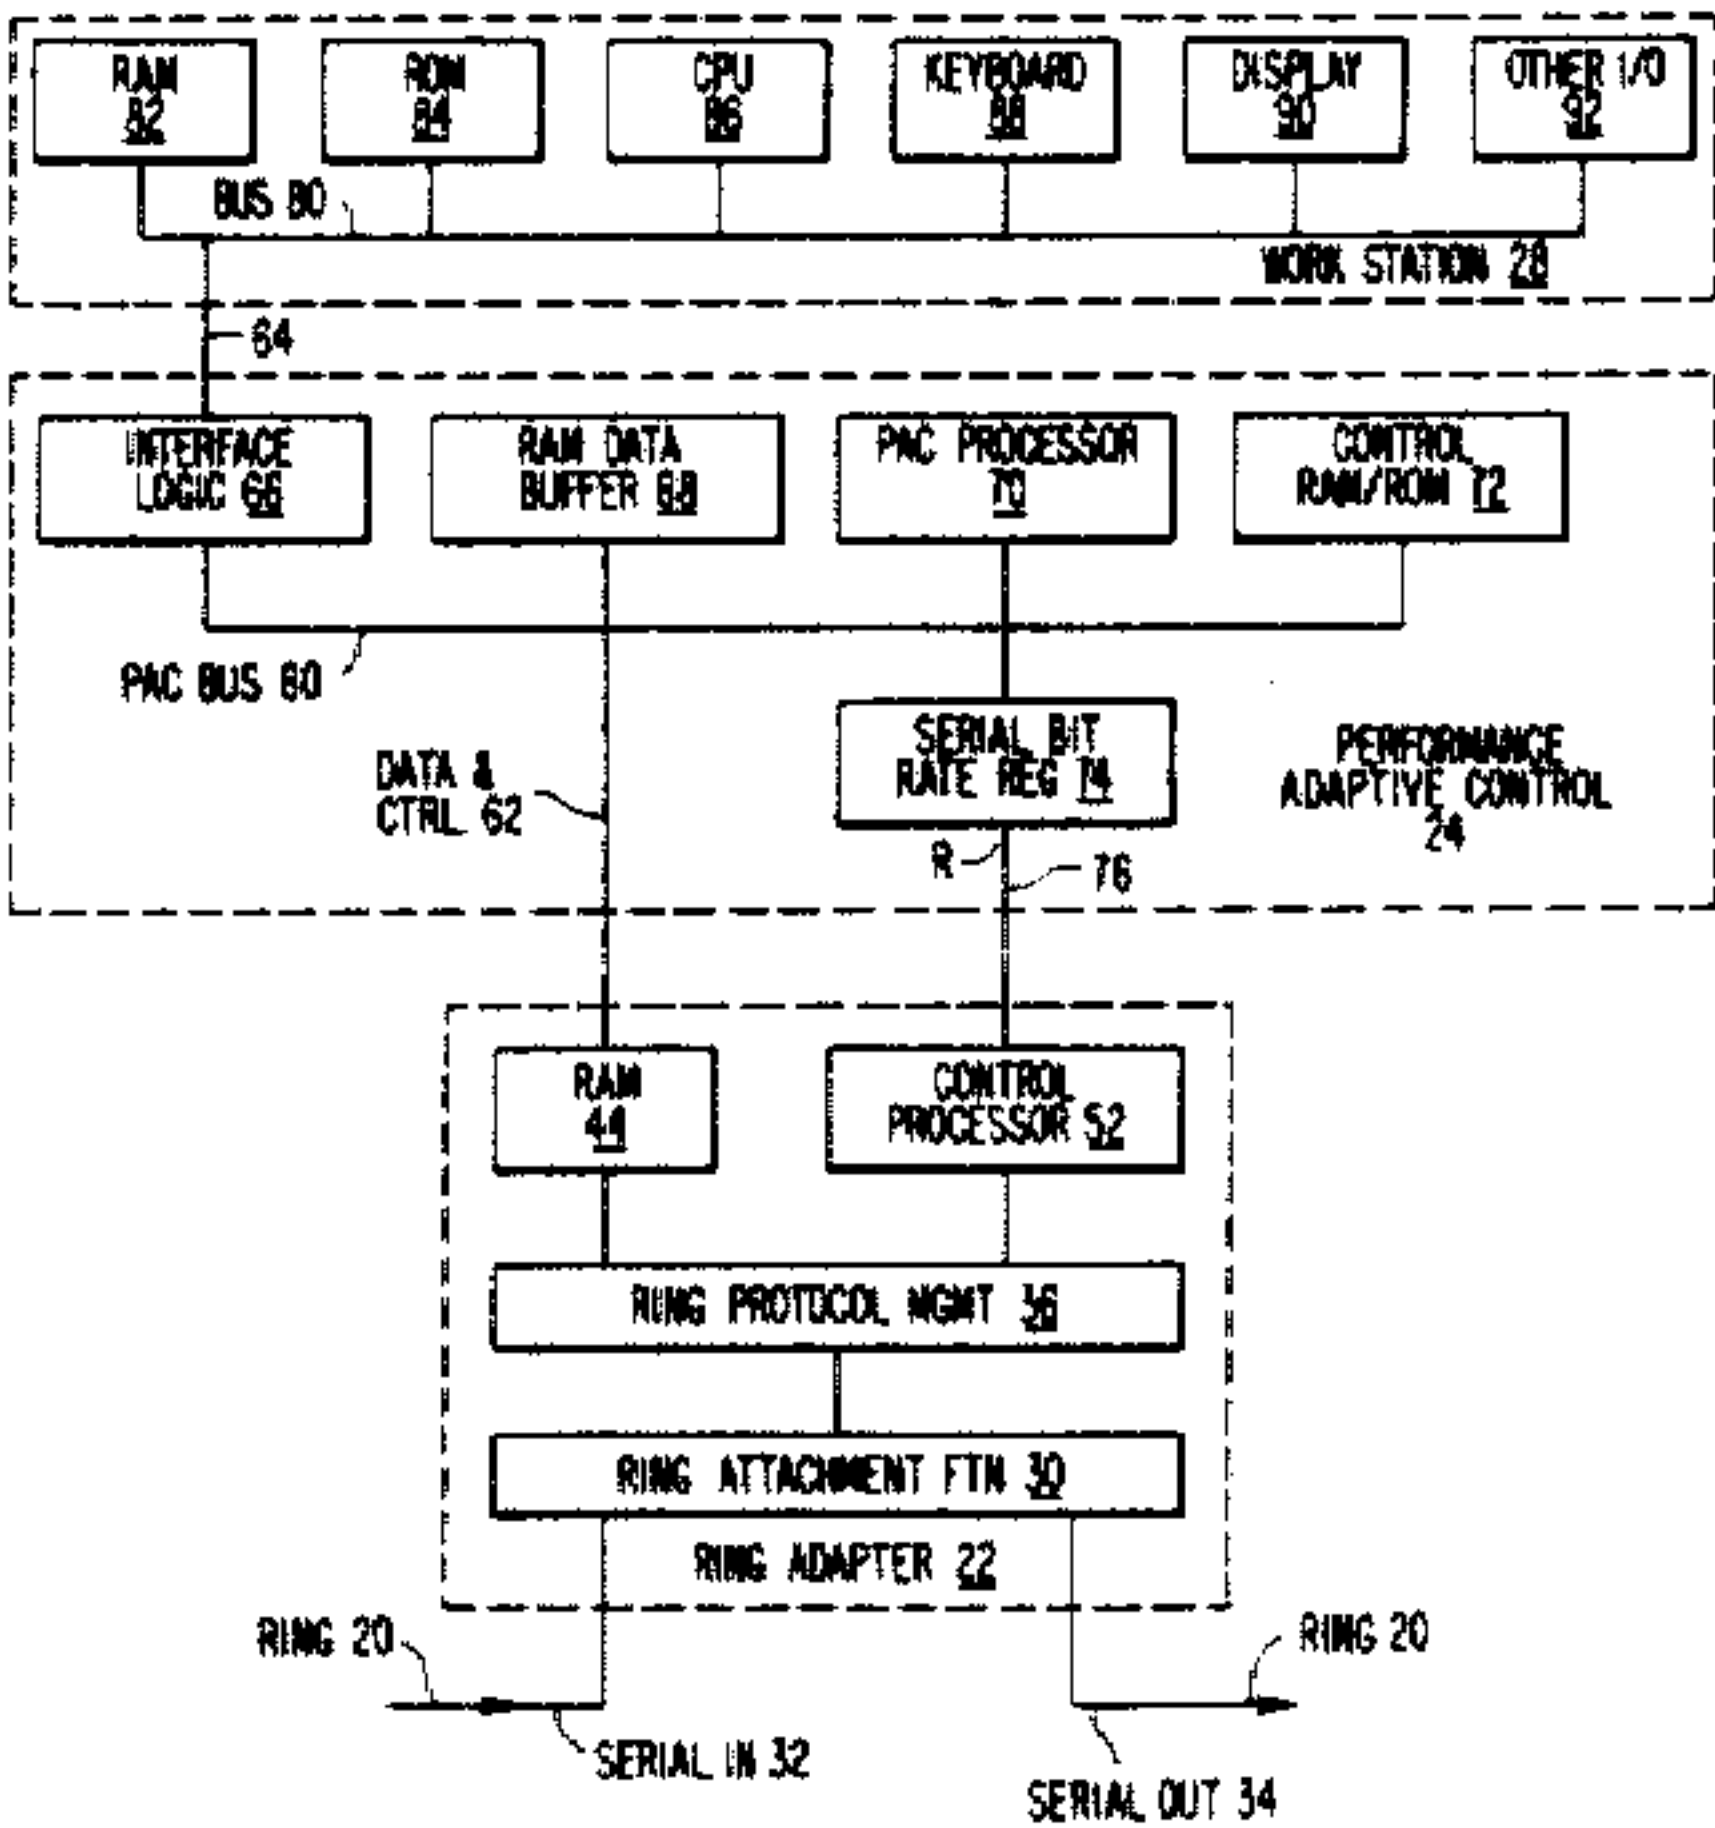 RAM
82
ROM
84
CPU
86
KEYBOARD
88
DISPLAY
90
OTHER I/O
92
BUS 80
WORK STATION 28
64
INTERFACE
LOGIC 66
RAM DATA
BUFFER 68
PAC PROCESSOR
70
CONTROL
RAM/ROM 72
PAC BUS 60
DATA &
CTRL 62
SERIAL BIT
RATE REG 74
PERFORMANCE
ADAPTIVE CONTROL
24
R
76
RAM
44
CONTROL
PROCESSOR 52
RING PROTOCOL MGMT 36
RING ATTACHMENT FTN 30
RING ADAPTER 22
RING 20
RING 20
SERIAL IN 32
SERIAL OUT 34